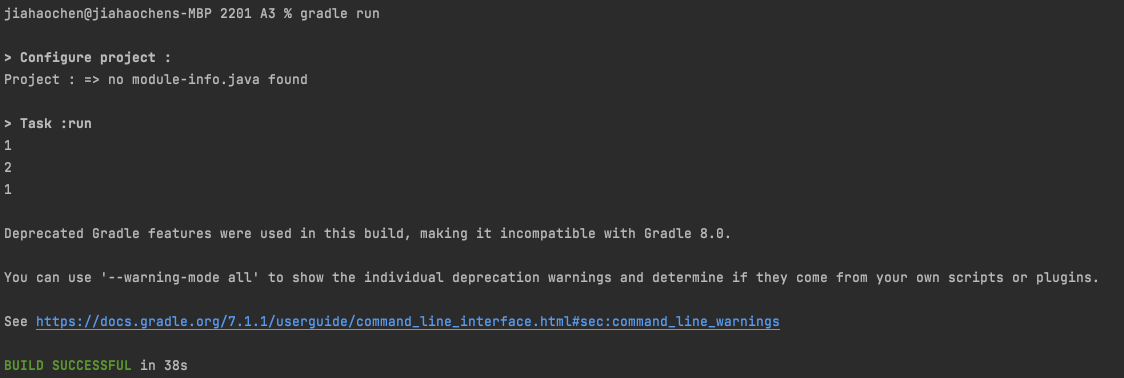 jiahaochen@jiahaochens-MBP 2201 A3 % gradle run
> Configure project :
Project : => no module-info.java found
> Task :run
1
2
1
Deprecated Gradle features were used in this build, making it incompatible with Gradle 8.0.
You can use '--warning-mode all' to show the individual deprecation warnings and determine if they come from your own scripts or plugins.
See https://docs.gradle.org/7.1.1/userguide/command_line_interface.html#sec:command_line_warnings
BUILD SUCCESSFUL in 38s